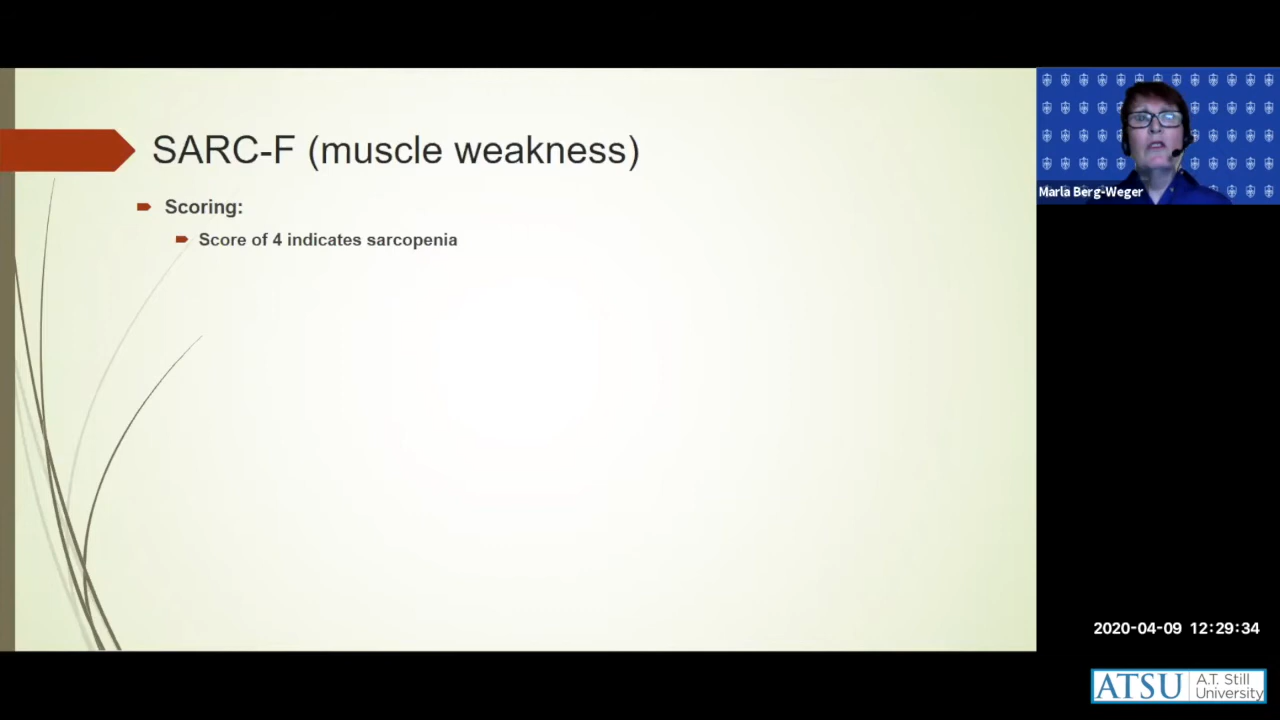 SARC-F (muscle weakness)
Scoring:
Score of 4 indicates sarcopenia
Marla Berg-Weger
2020-04-09 12:29:34
ATSU A.T. Still
University